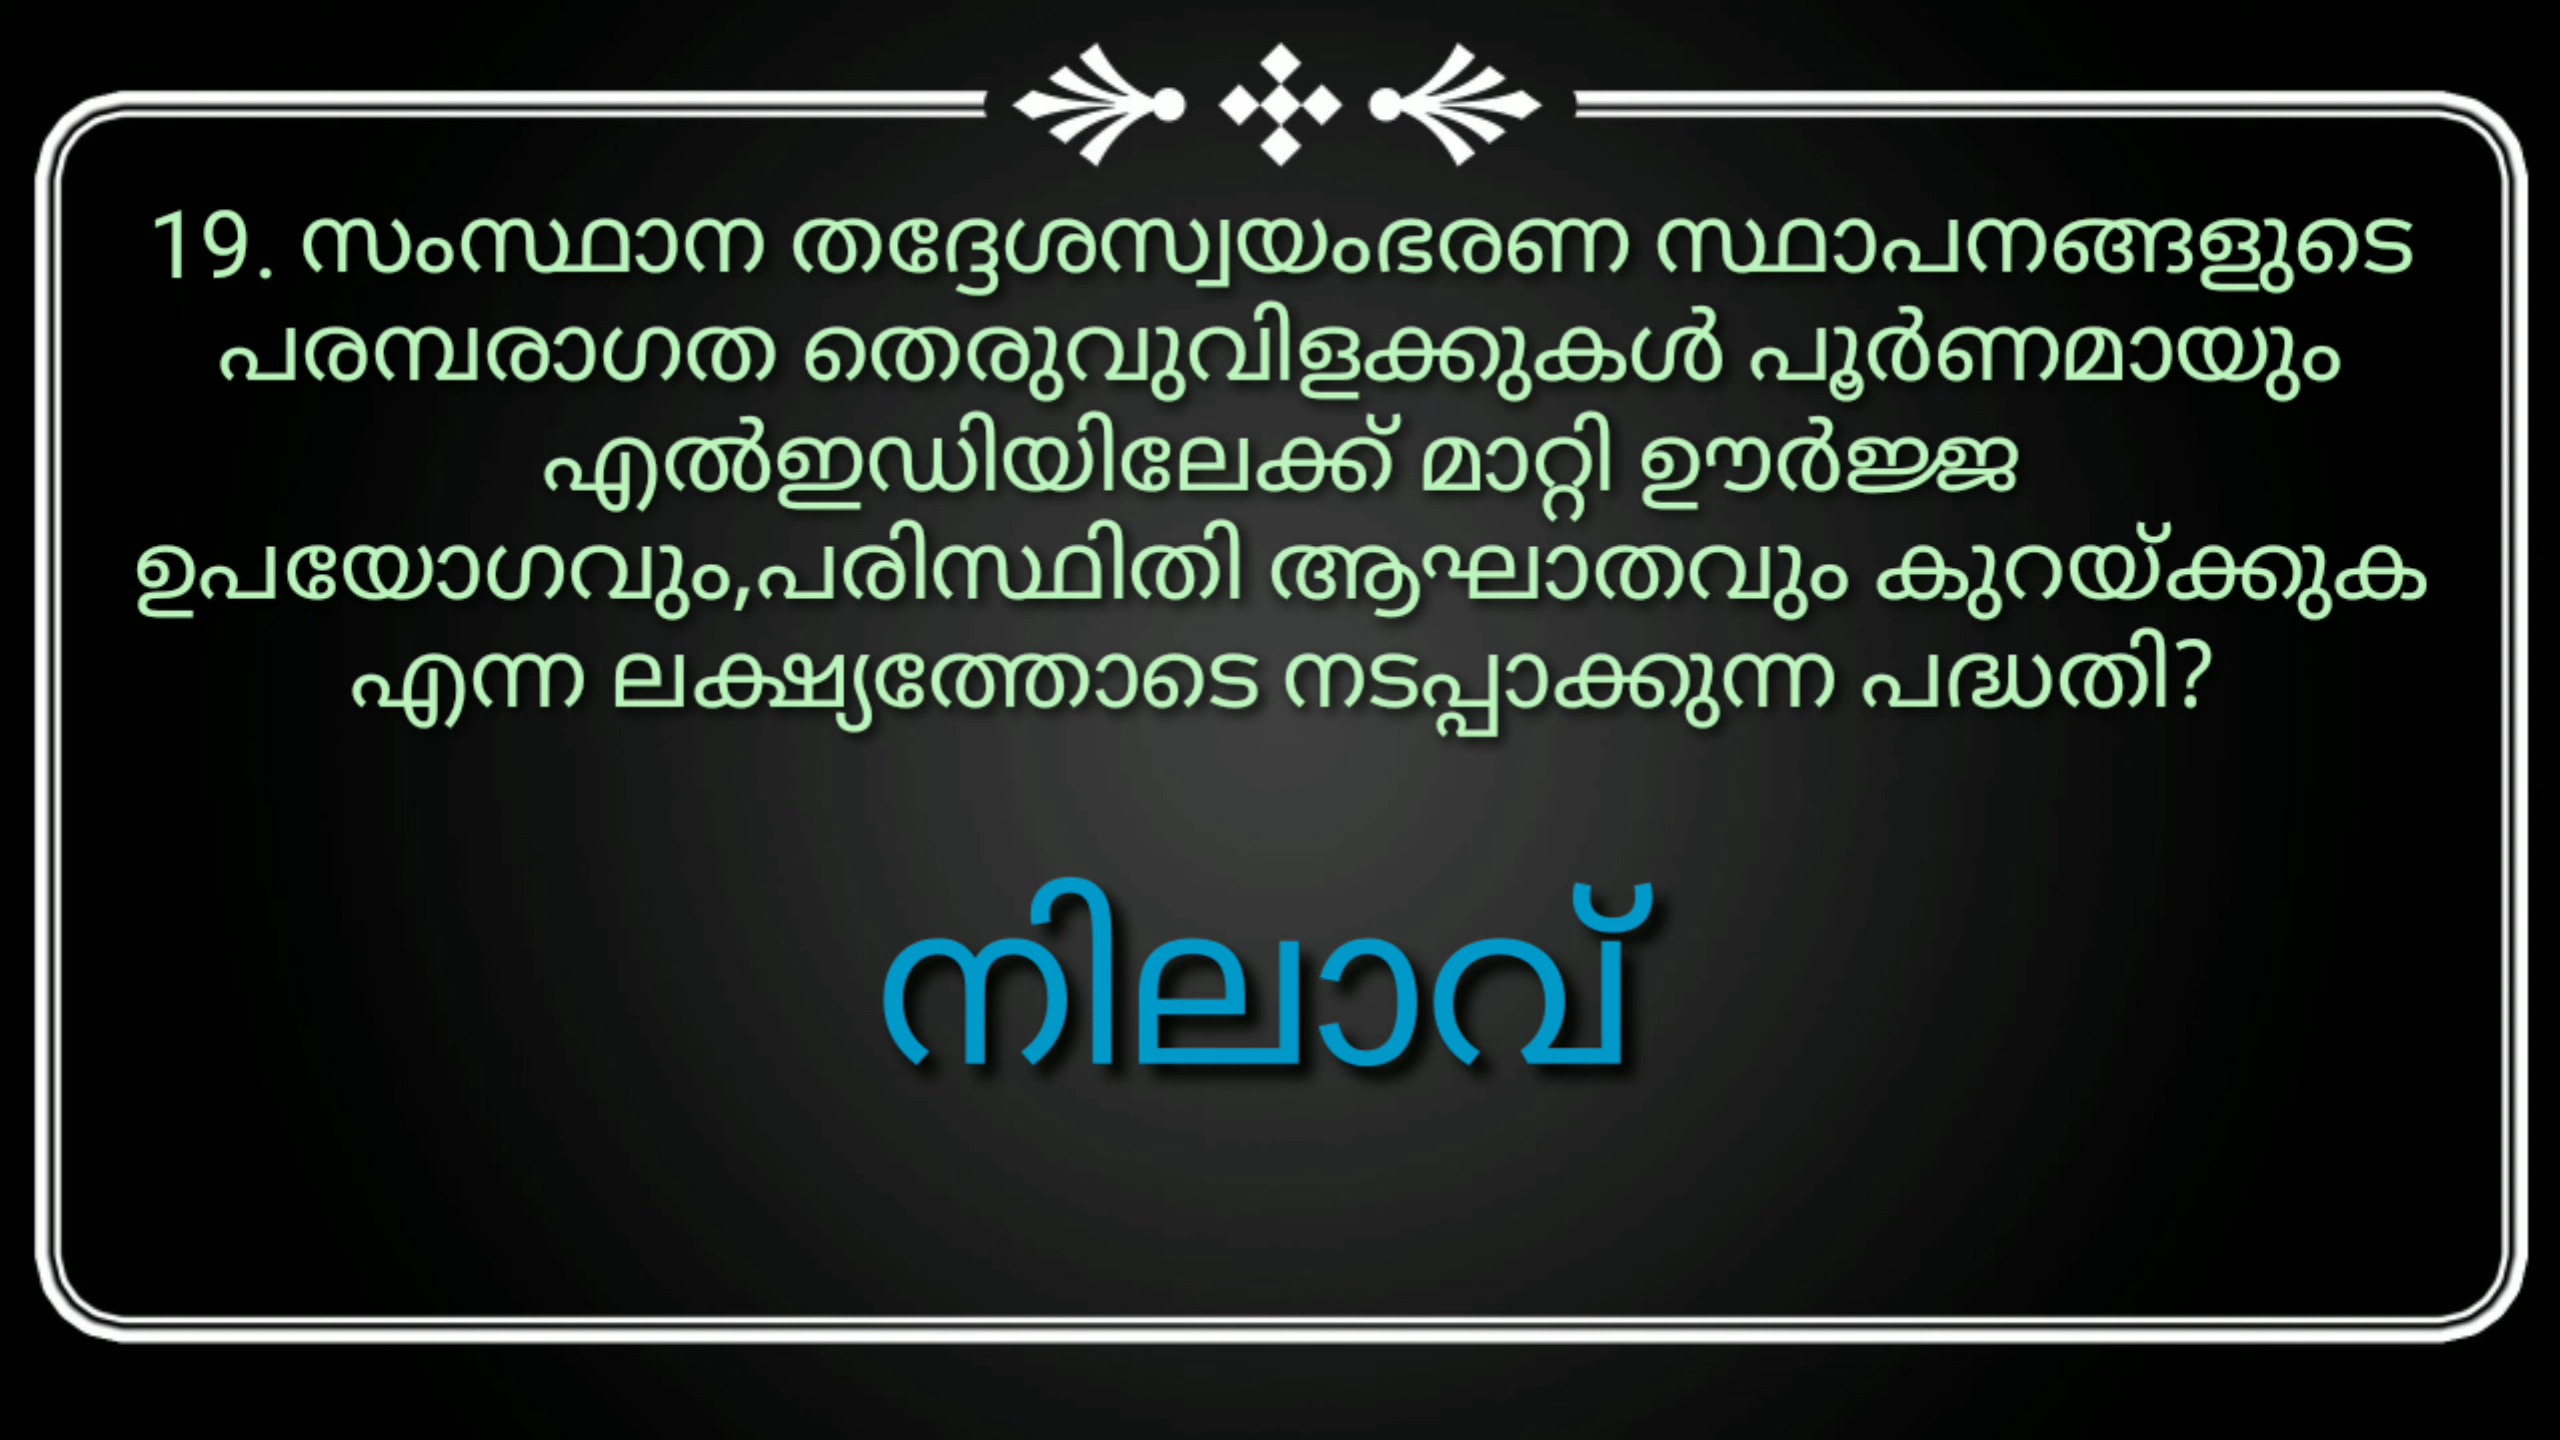 19. സംസ്ഥാന തദ്ദേശസ്വയംഭരണ സ്ഥാപനങ്ങളുടെ
പരമ്പരാഗത തെരുവുവിളക്കുകൾ പൂർണമായും
എൽഇഡിയിലേക്ക് മാറ്റി ഊർജ്ജ
ഉപയോഗവും,പരിസ്ഥിതി ആഘാതവും കുറയ്ക്കുക
എന്ന ലക്ഷ്യത്തോടെ നടപ്പാക്കുന്ന പദ്ധതി?
നിലാവ്